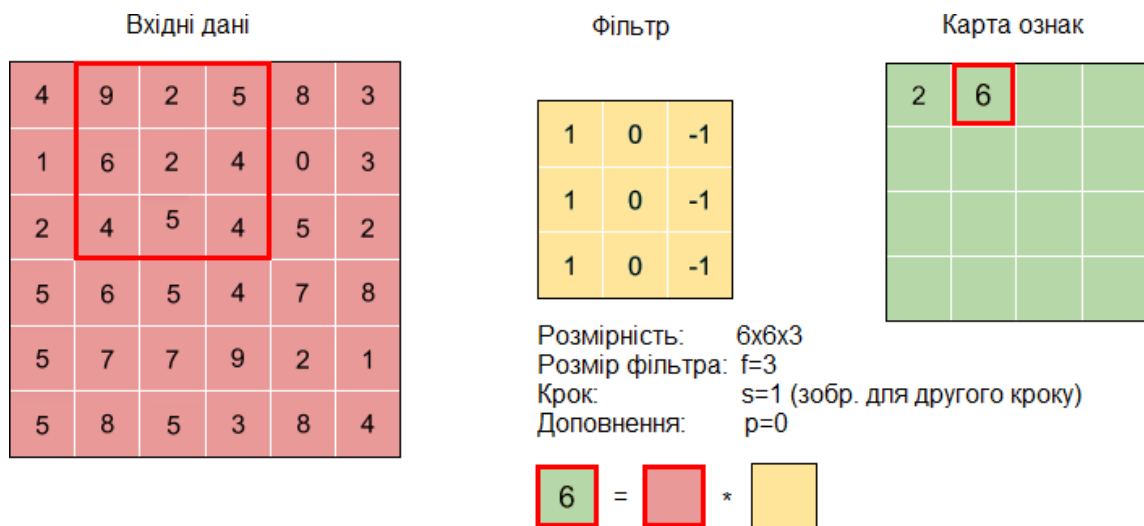 Вхідні дані
Фільтр
Карта ознак
4 9 2 5 8 3
1 6 2 4 0 3
2 4 5 4 5 2
5 6 5 4 7 8
5 7 7 9 2 1
5 8 5 3 8 4
1 0 -1
1 0 -1
1 0 -1
2 6
Розмірність: 6x6x3
Розмір фільтра: f=3
Крок: s=1 (зобр. для другого кроку)
Доповнення: p=0
6 = *